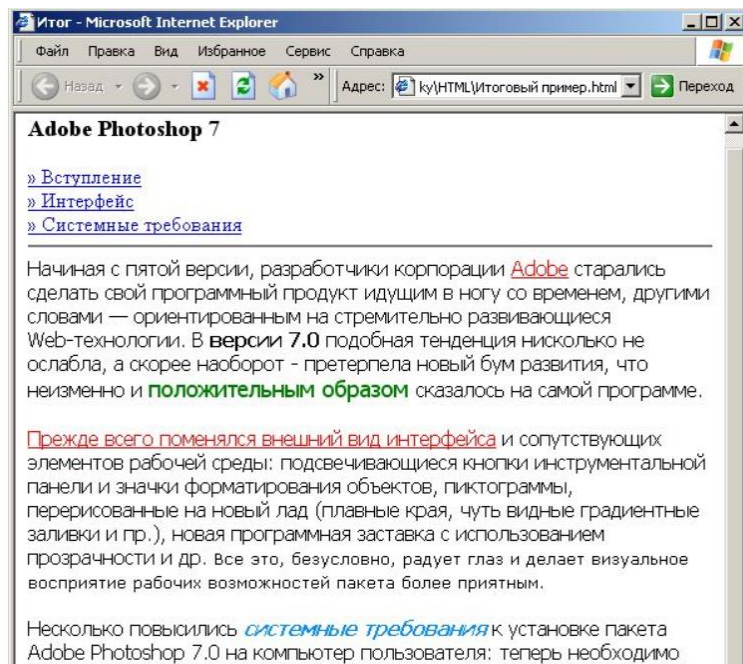 Итог - Microsoft Internet Explorer
Файл Правка Вид Избранное Сервис Справка
Назад » Адрес: ky\HTML\Итоговый пример.html Переход
Adobe Photoshop 7
» Вступление
» Интерфейс
» Системные требования
Начиная с пятой версии, разработчики корпорации Adobe старались
сделать свой программный продукт идущим в ногу со временем, другими
словами — ориентированным на стремительно развивающиеся
Web-технологии. В версии 7.0 подобная тенденция нисколько не
ослабла, а скорее наоборот - претерпела новый бум развития, что
неизменно и положительным образом сказалось на самой программе.
Прежде всего поменялся внешний вид интерфейса и сопутствующих
элементов рабочей среды: подсвечивающиеся кнопки инструментальной
панели и значки форматирования объектов, пиктограммы,
перерисованные на новый лад (плавные края, чуть видные градиентные
заливки и пр.), новая программная заставка с использованием
прозрачности и др. Все это, безусловно, радует глаз и делает визуальное
восприятие рабочих возможностей пакета более приятным.
Несколько повысились системные требования к установке пакета
Adobe Photoshop 7.0 на компьютер пользователя: теперь необходимо